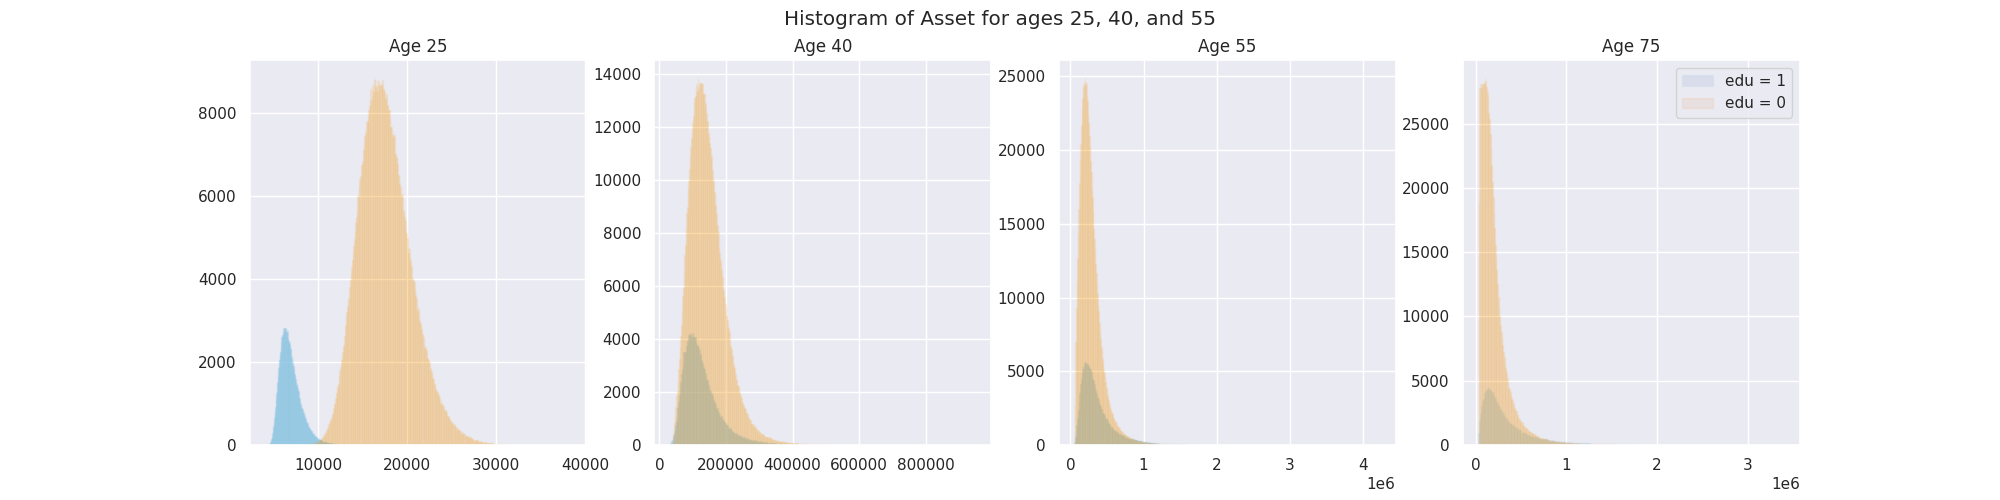 Histogram of Asset for ages 25, 40, and 55
Age 25
8000
6000
4000
2000
0
10000 20000 30000 40000
Age 40
14000
12000
10000
8000
6000
4000
2000
0
0 200000 400000 600000 800000
Age 55
25000
20000
15000
10000
5000
0
0 1 2 3 4
1e6
Age 75
edu = 1
edu = 0
25000
20000
15000
10000
5000
0
0 1 2 3
1e6